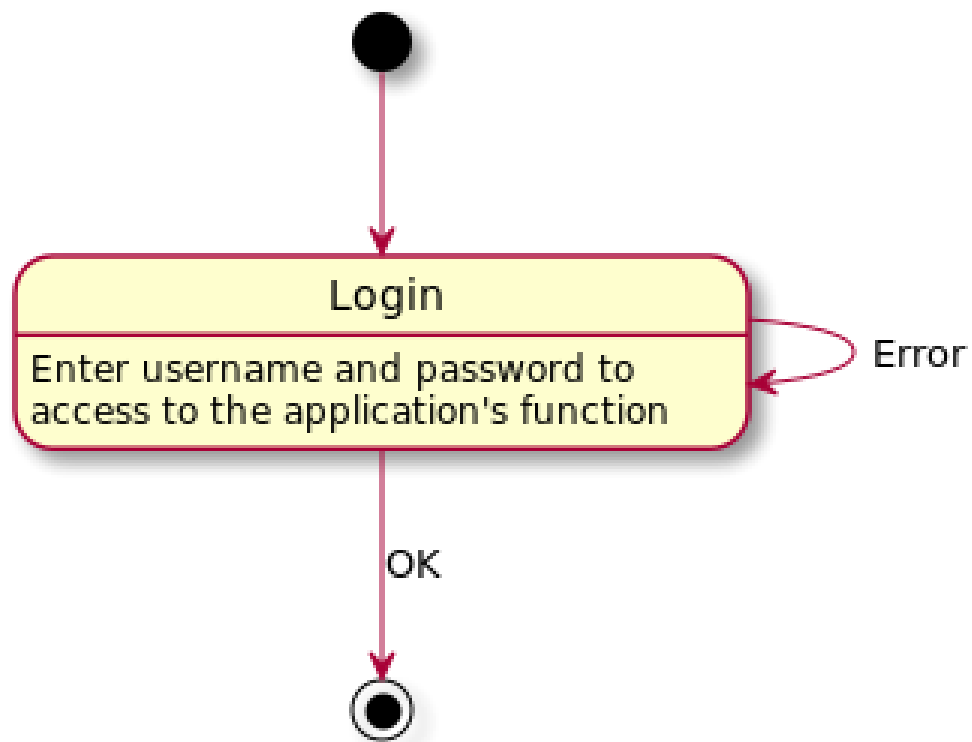 Login
Enter username and password to
access to the application's function
Error
OK